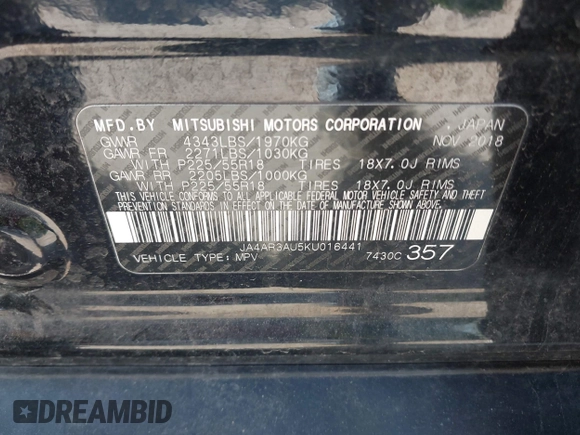 MFD.BY MITSUBISHI MOTORS CORPORATION , JAPAN
GVWR 4343LBS/1970KG NOV 2018
GAWR FR 2271LBS/1030KG
WITH P225/55R18 TIRES 18X7.0J RIMS
GAWR RR 2205LBS/1000KG
WITH P225/55R18 TIRES 18X7.0J RIMS
THIS VEHICLE CONFORMS TO ALL APPLICABLE FEDERAL MOTOR VEHICLE SAFETY AND
THEFT PREVENTION STANDARDS IN EFFECT ON THE DATE OF MANUFACTURE SHOWN ABOVE.
JA4AR3AU5KU016441
VEHICLE TYPE: MPV 7430C 357
DREAMBID